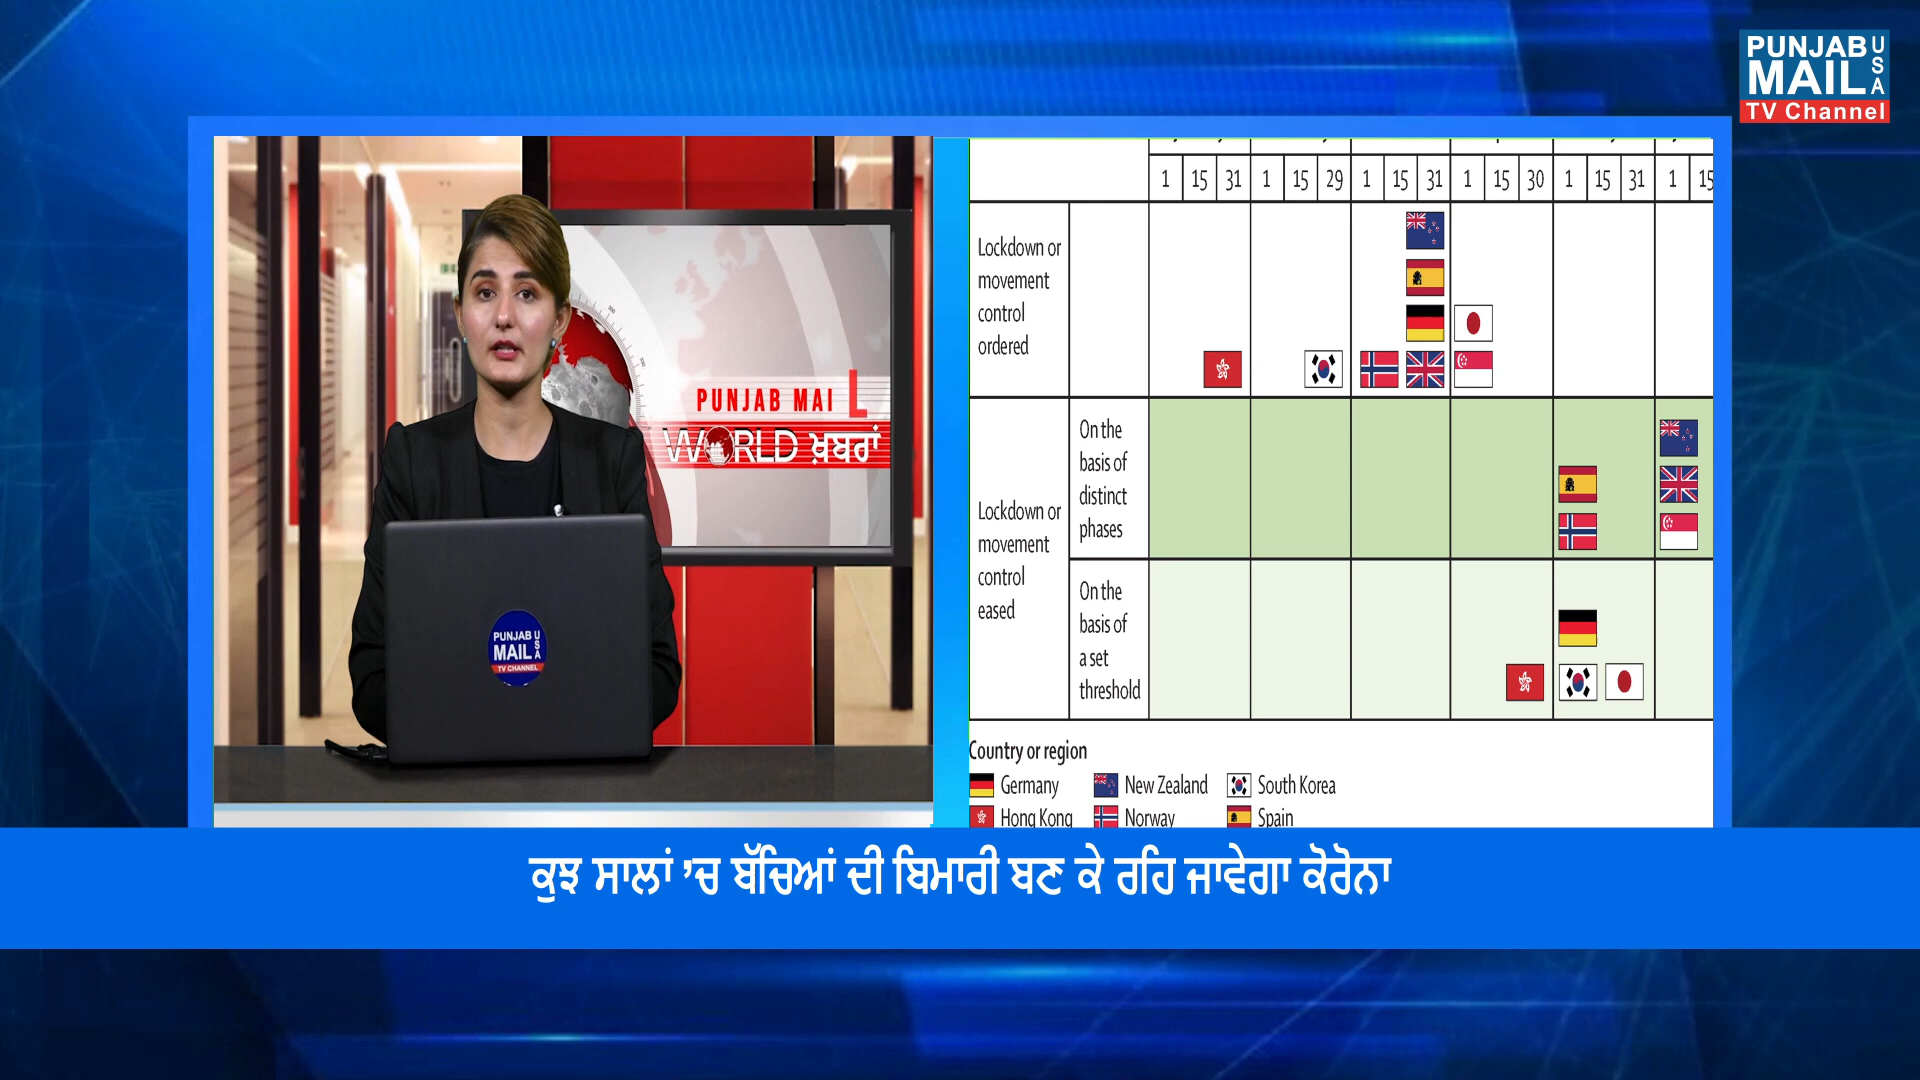 PUNJAB USA
MAIL
TV Channel
1 15 31 1 15 29 1 15 31 1 15 30 1 15 31 1 15
Lockdown or
movement
control
ordered
On the
basis of
distinct
phases
Lockdown or
movement
control
eased
On the
basis of
a set
threshold
Country or region
Germany New Zealand South Korea
Hong Kong Norway Spain
PUNJAB MAIL
WORLD ਖ਼ਬਰਾਂ
PUNJAB USA
MAIL
TV CHANNEL
ਕੁਝ ਸਾਲਾਂ 'ਚ ਬੱਚਿਆਂ ਦੀ ਬਿਮਾਰੀ ਬਣ ਕੇ ਰਹਿ ਜਾਵੇਗਾ ਕੋਰੋਨਾ